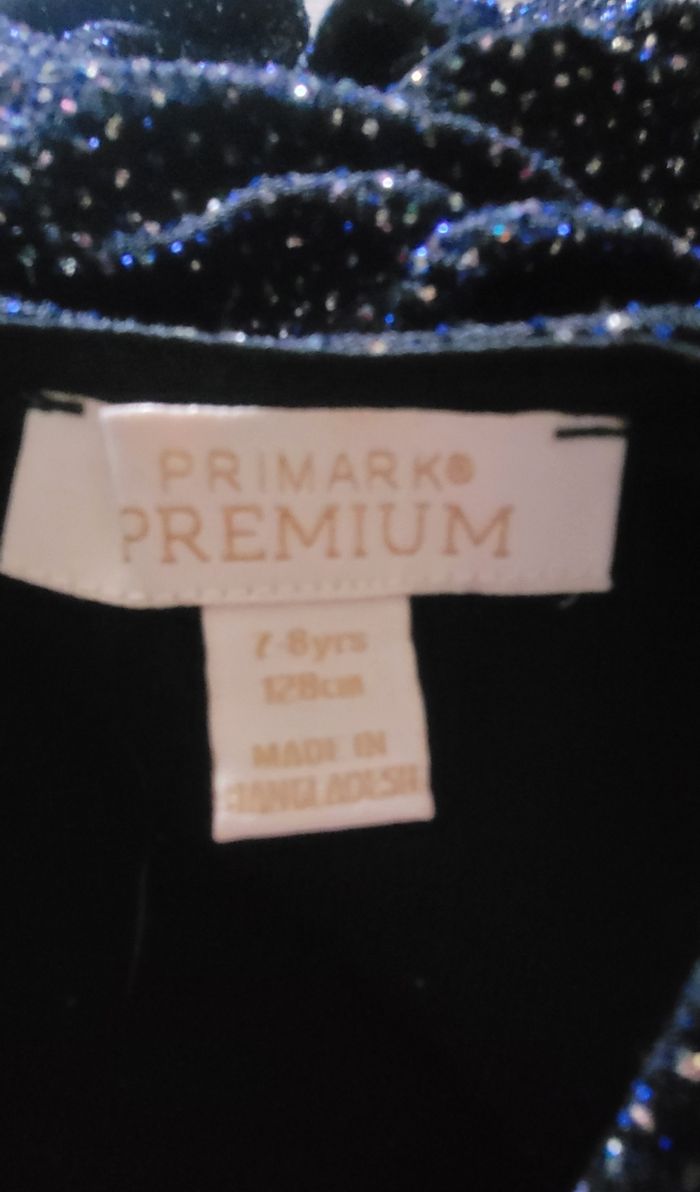 PRIMARK®
PREMIUM
7-8yrs
128cm
MADE IN
BANGLADESH